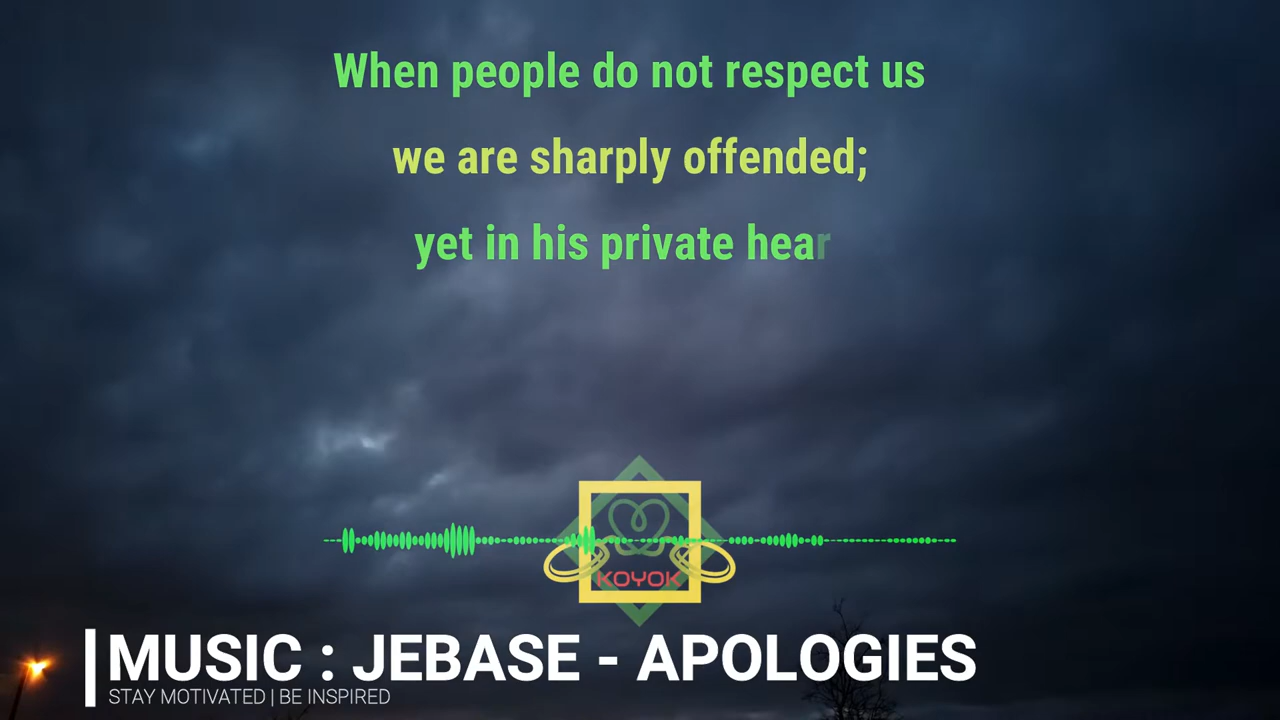 When people do not respect us
we are sharply offended;
yet in his private hear
KOYOK
MUSIC : JEBASE - APOLOGIES
STAY MOTIVATED | BE INSPIRED